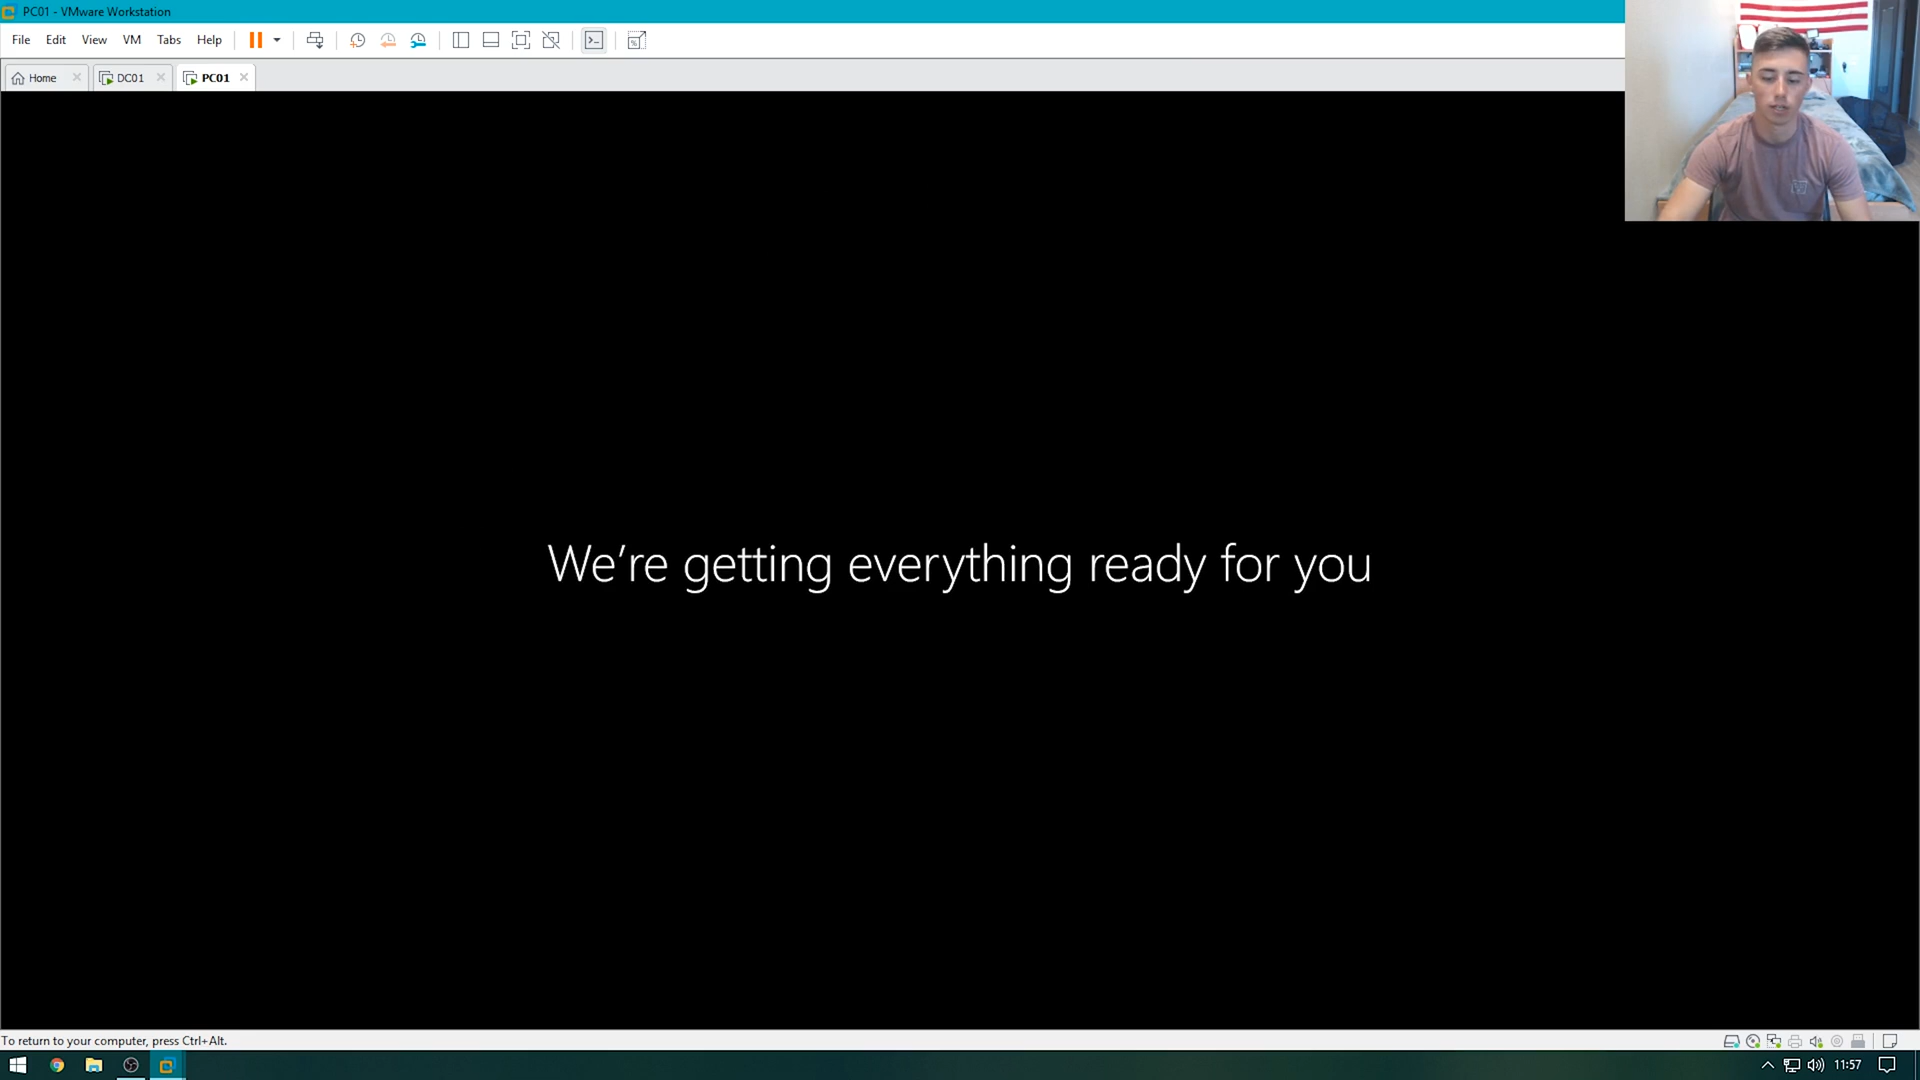 PC01 - VMware Workstation
File Edit View VM Tabs Help
Home DC01 PC01
We're getting everything ready for you
To return to your computer, press Ctrl+Alt.
11:57